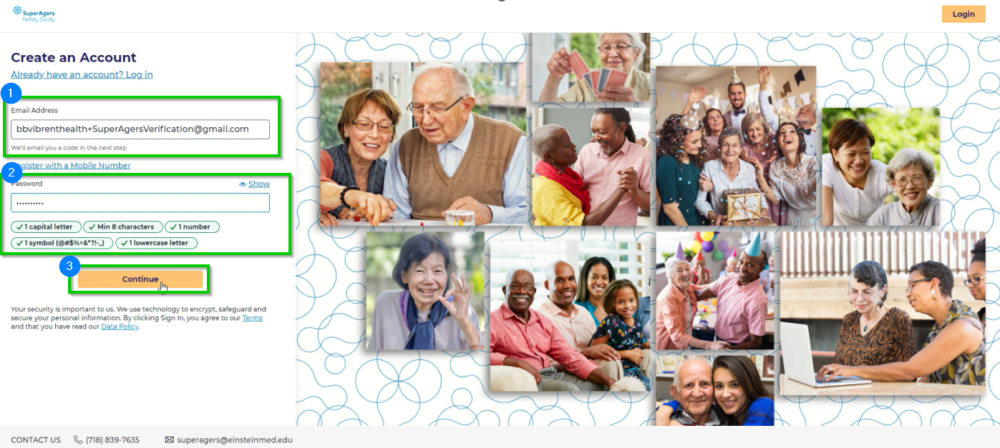 SuperAgers
Family Study
Login
Create an Account
Already have an account? Log in
1
Email Address
bbvibrenthealth+SuperAgersVerification@gmail.com
We'll email you a code in the next step
2
gister with a Mobile Number
Password
Show
••••••••••
1 capital letter
Min 8 characters
1 number
1 symbol (@#$%^&*?!-_)
1 lowercase letter
3
Continue
Your security is important to us. We use technology to encrypt, safeguard and
secure your personal information. By clicking Sign In, you agree to our Terms
and that you have read our Data Policy.
CONTACT US (718) 839-7635 superagers@einsteinmed.edu